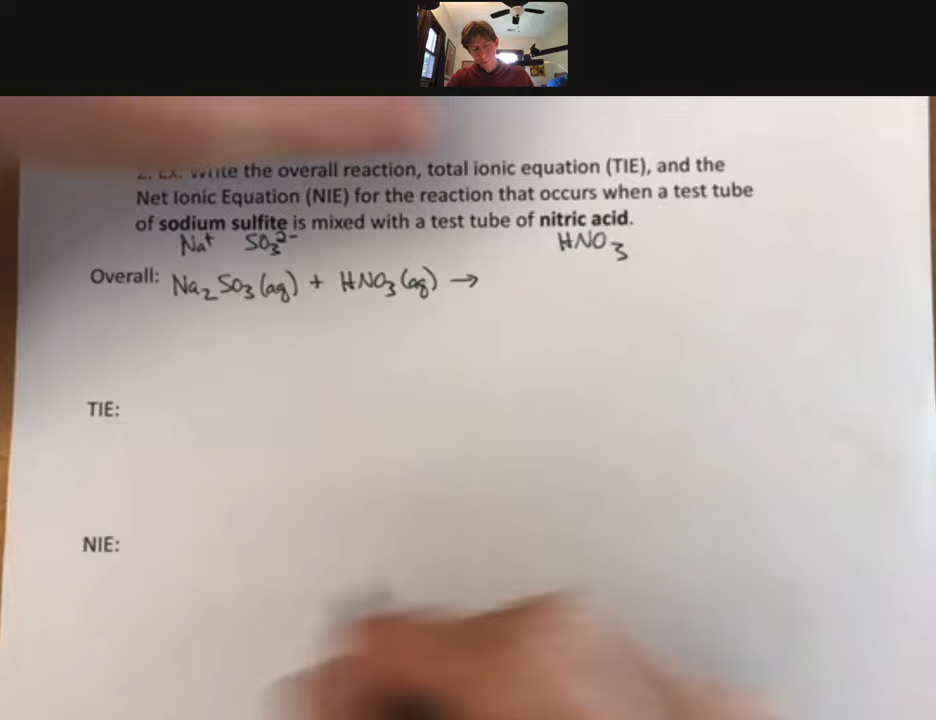 2. Ex. Write the overall reaction, total ionic equation (TIE), and the
Net Ionic Equation (NIE) for the reaction that occurs when a test tube
of sodium sulfite is mixed with a test tube of nitric acid.
Na⁺ SO₃²⁻ HNO₃
Overall: Na₂SO₃(aq) + HNO₃(aq) →
TIE:
NIE: